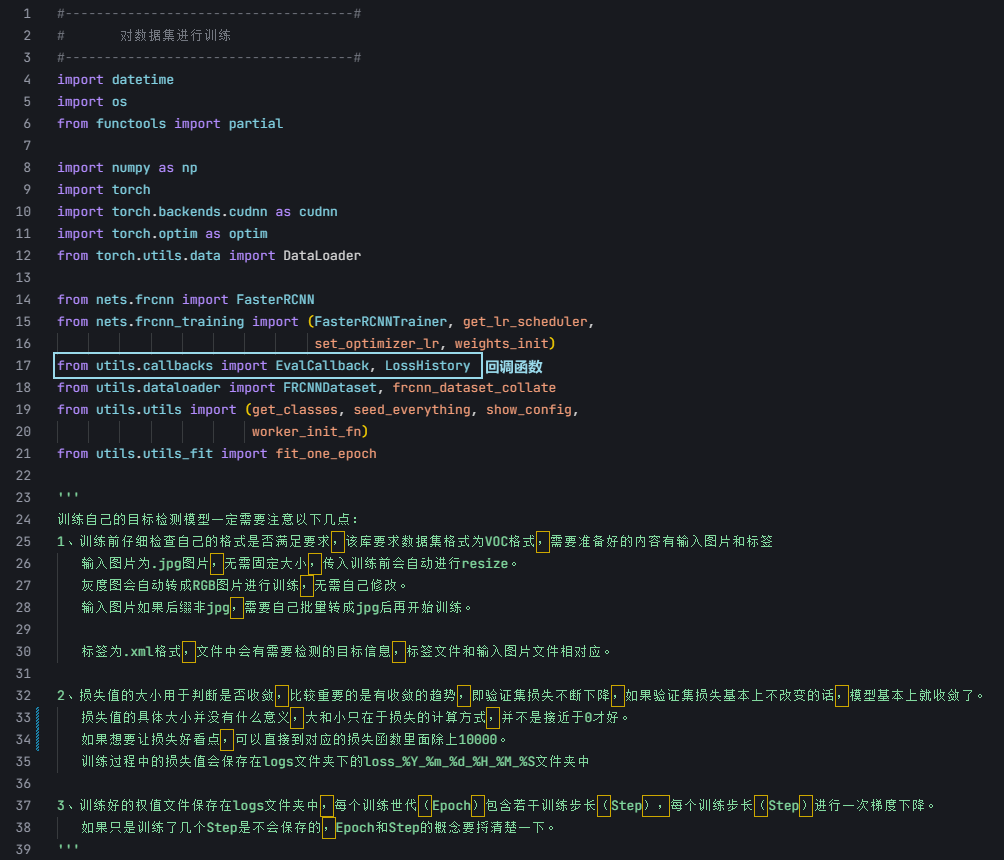 1 #-------------------------------------#
2 #       对数据集进行训练
3 #-------------------------------------#
4 import datetime
5 import os
6 from functools import partial
7
8 import numpy as np
9 import torch
10 import torch.backends.cudnn as cudnn
11 import torch.optim as optim
12 from torch.utils.data import DataLoader
13
14 from nets.frcnn import FasterRCNN
15 from nets.frcnn_training import (FasterRCNNTrainer, get_lr_scheduler,
16                                  set_optimizer_lr, weights_init)
17 from utils.callbacks import EvalCallback, LossHistory 回调函数
18 from utils.dataloader import FRCNNDataset, frcnn_dataset_collate
19 from utils.utils import (get_classes, seed_everything, show_config,
20                          worker_init_fn)
21 from utils.utils_fit import fit_one_epoch
22
23 '''
24 训练自己的目标检测模型一定需要注意以下几点：
25 1、训练前仔细检查自己的格式是否满足要求，该库要求数据集格式为VOC格式，需要准备好的内容有输入图片和标签
26    输入图片为.jpg图片，无需固定大小，传入训练前会自动进行resize。
27    灰度图会自动转成RGB图片进行训练，无需自己修改。
28    输入图片如果后缀非jpg，需要自己批量转成jpg后再开始训练。
29
30    标签为.xml格式，文件中会有需要检测的目标信息，标签文件和输入图片文件相对应。
31
32 2、损失值的大小用于判断是否收敛，比较重要的是有收敛的趋势，即验证集损失不断下降，如果验证集损失基本上不改变的话，模型基本上就收敛了。
33    损失值的具体大小并没有什么意义，大和小只在于损失的计算方式，并不是接近于0才好。
34    如果想要让损失好看点，可以直接到对应的损失函数里面除上10000。
35    训练过程中的损失值会保存在logs文件夹下的loss_%Y_%m_%d_%H_%M_%S文件夹中
36
37 3、训练好的权值文件保存在logs文件夹中，每个训练世代（Epoch）包含若干训练步长（Step），每个训练步长（Step）进行一次梯度下降。
38    如果只是训练了几个Step是不会保存的，Epoch和Step的概念要捋清楚一下。
39 '''